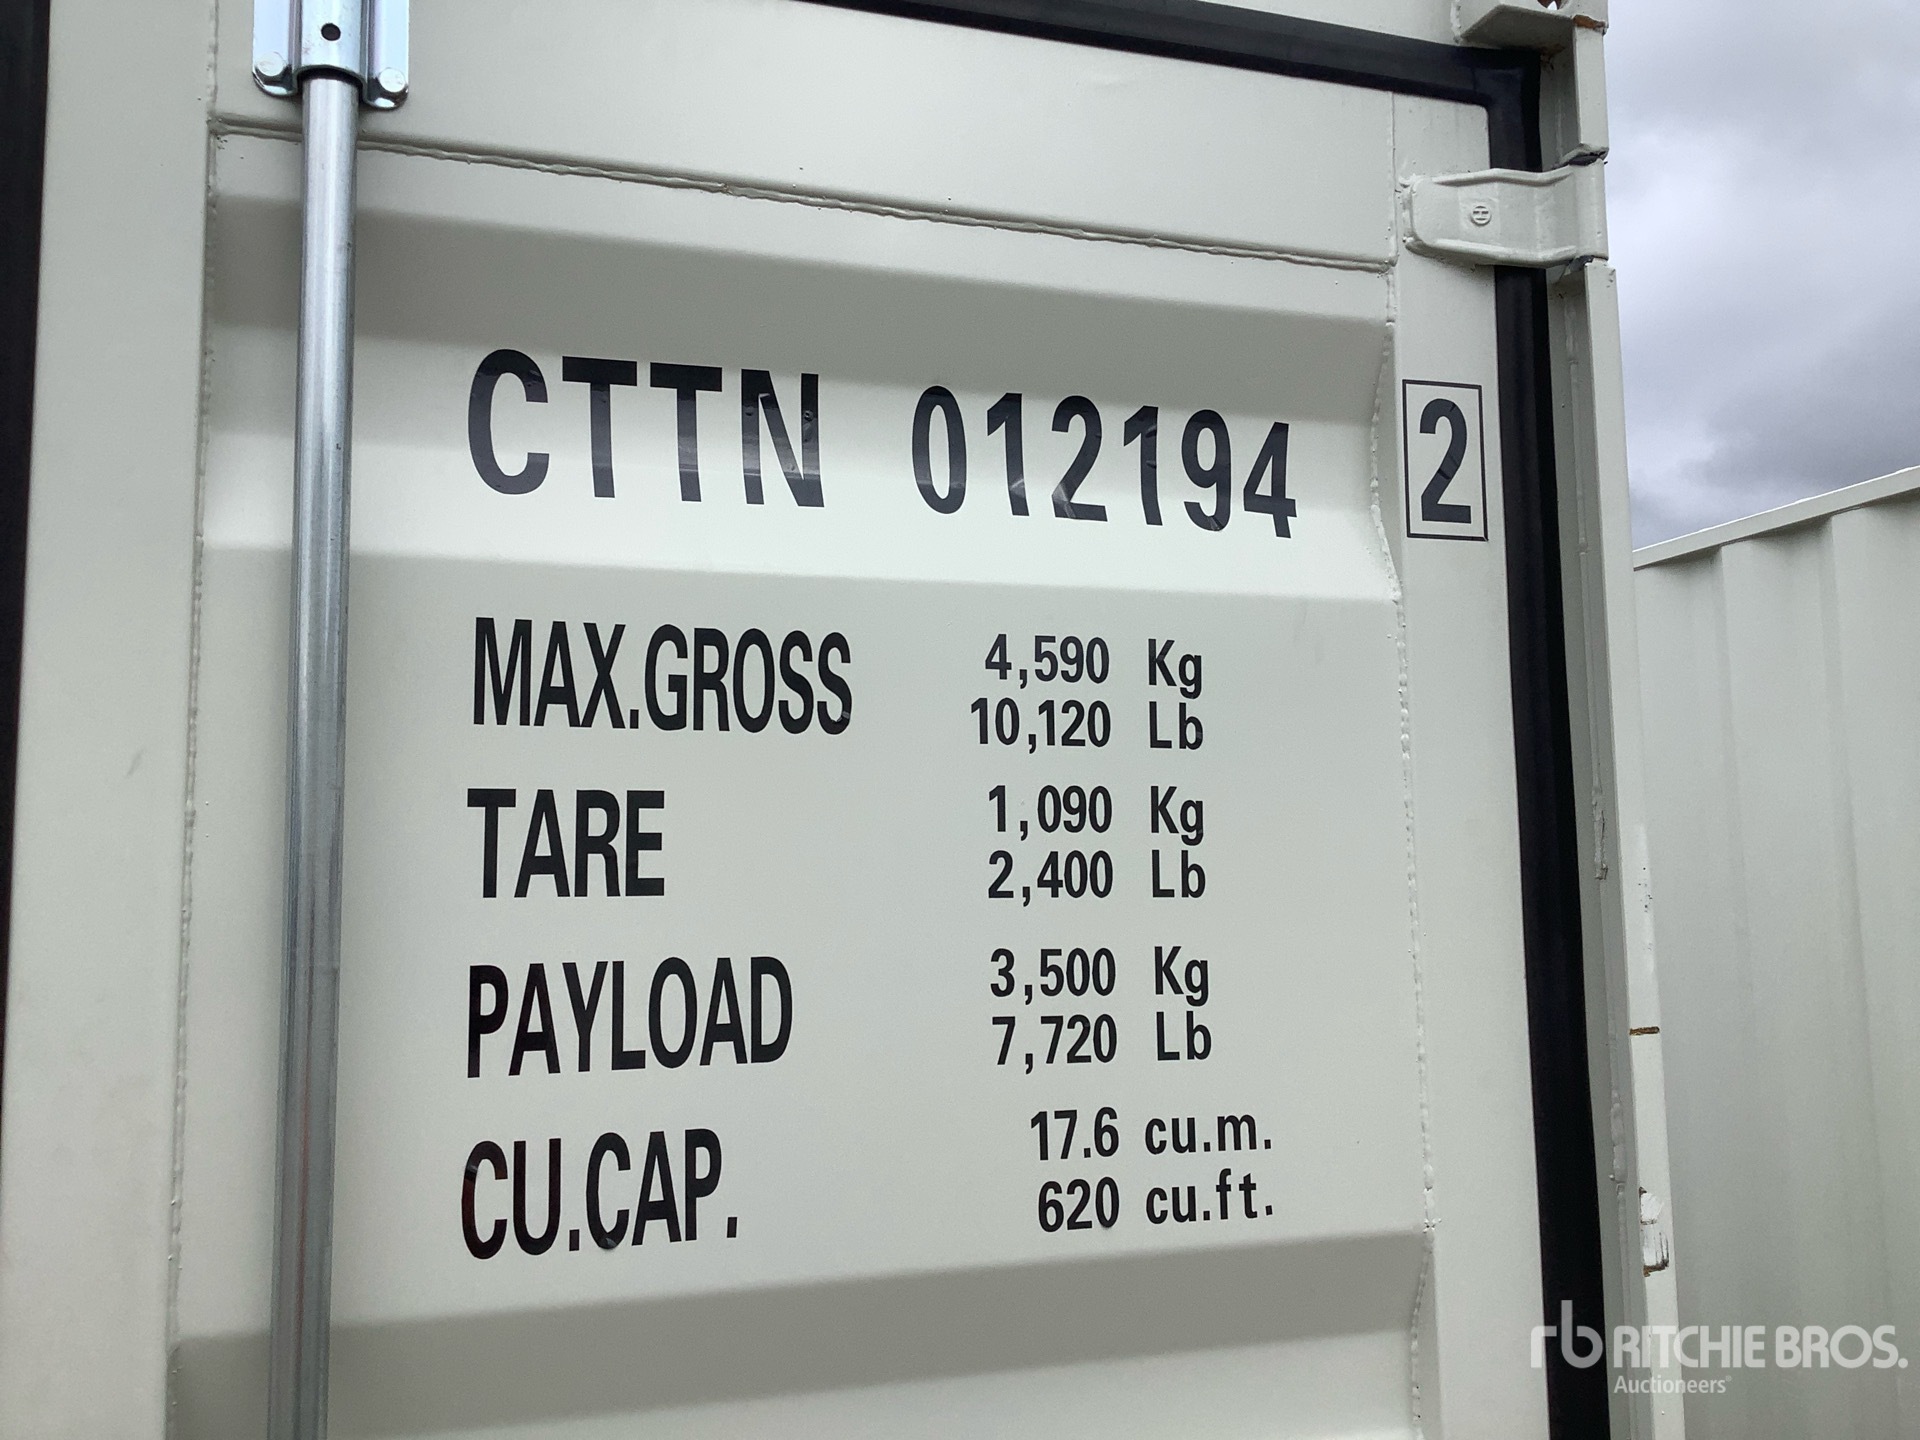 CTTN 012194 2
MAX.GROSS 4,590 Kg
10,120 Lb
TARE 1,090 Kg
2,400 Lb
PAYLOAD 3,500 Kg
7,720 Lb
CU.CAP. 17.6 cu.m.
620 cu.ft.
rb RITCHIE BROS.
Auctioneers